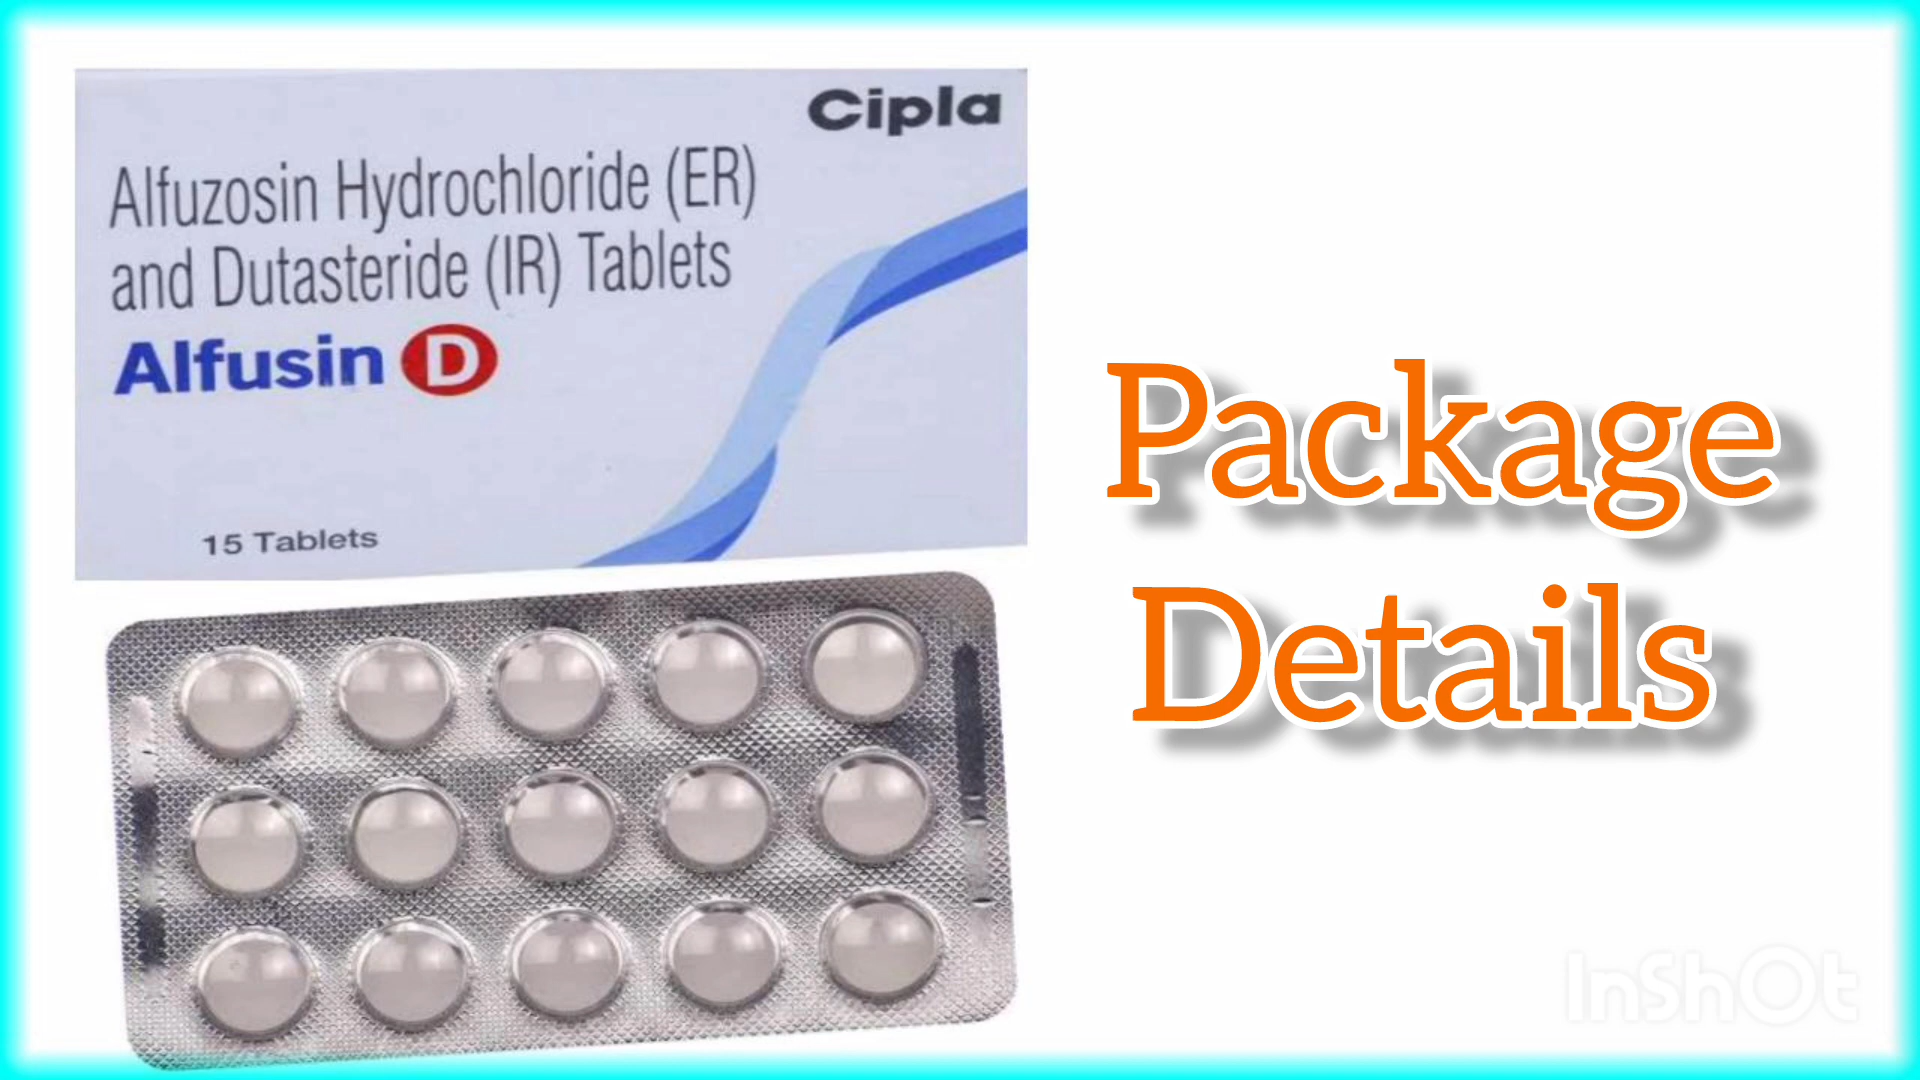 Cipla
Alfuzosin Hydrochloride (ER)
and Dutasteride (IR) Tablets
Alfusin D
15 Tablets
Package
Details
InShOt